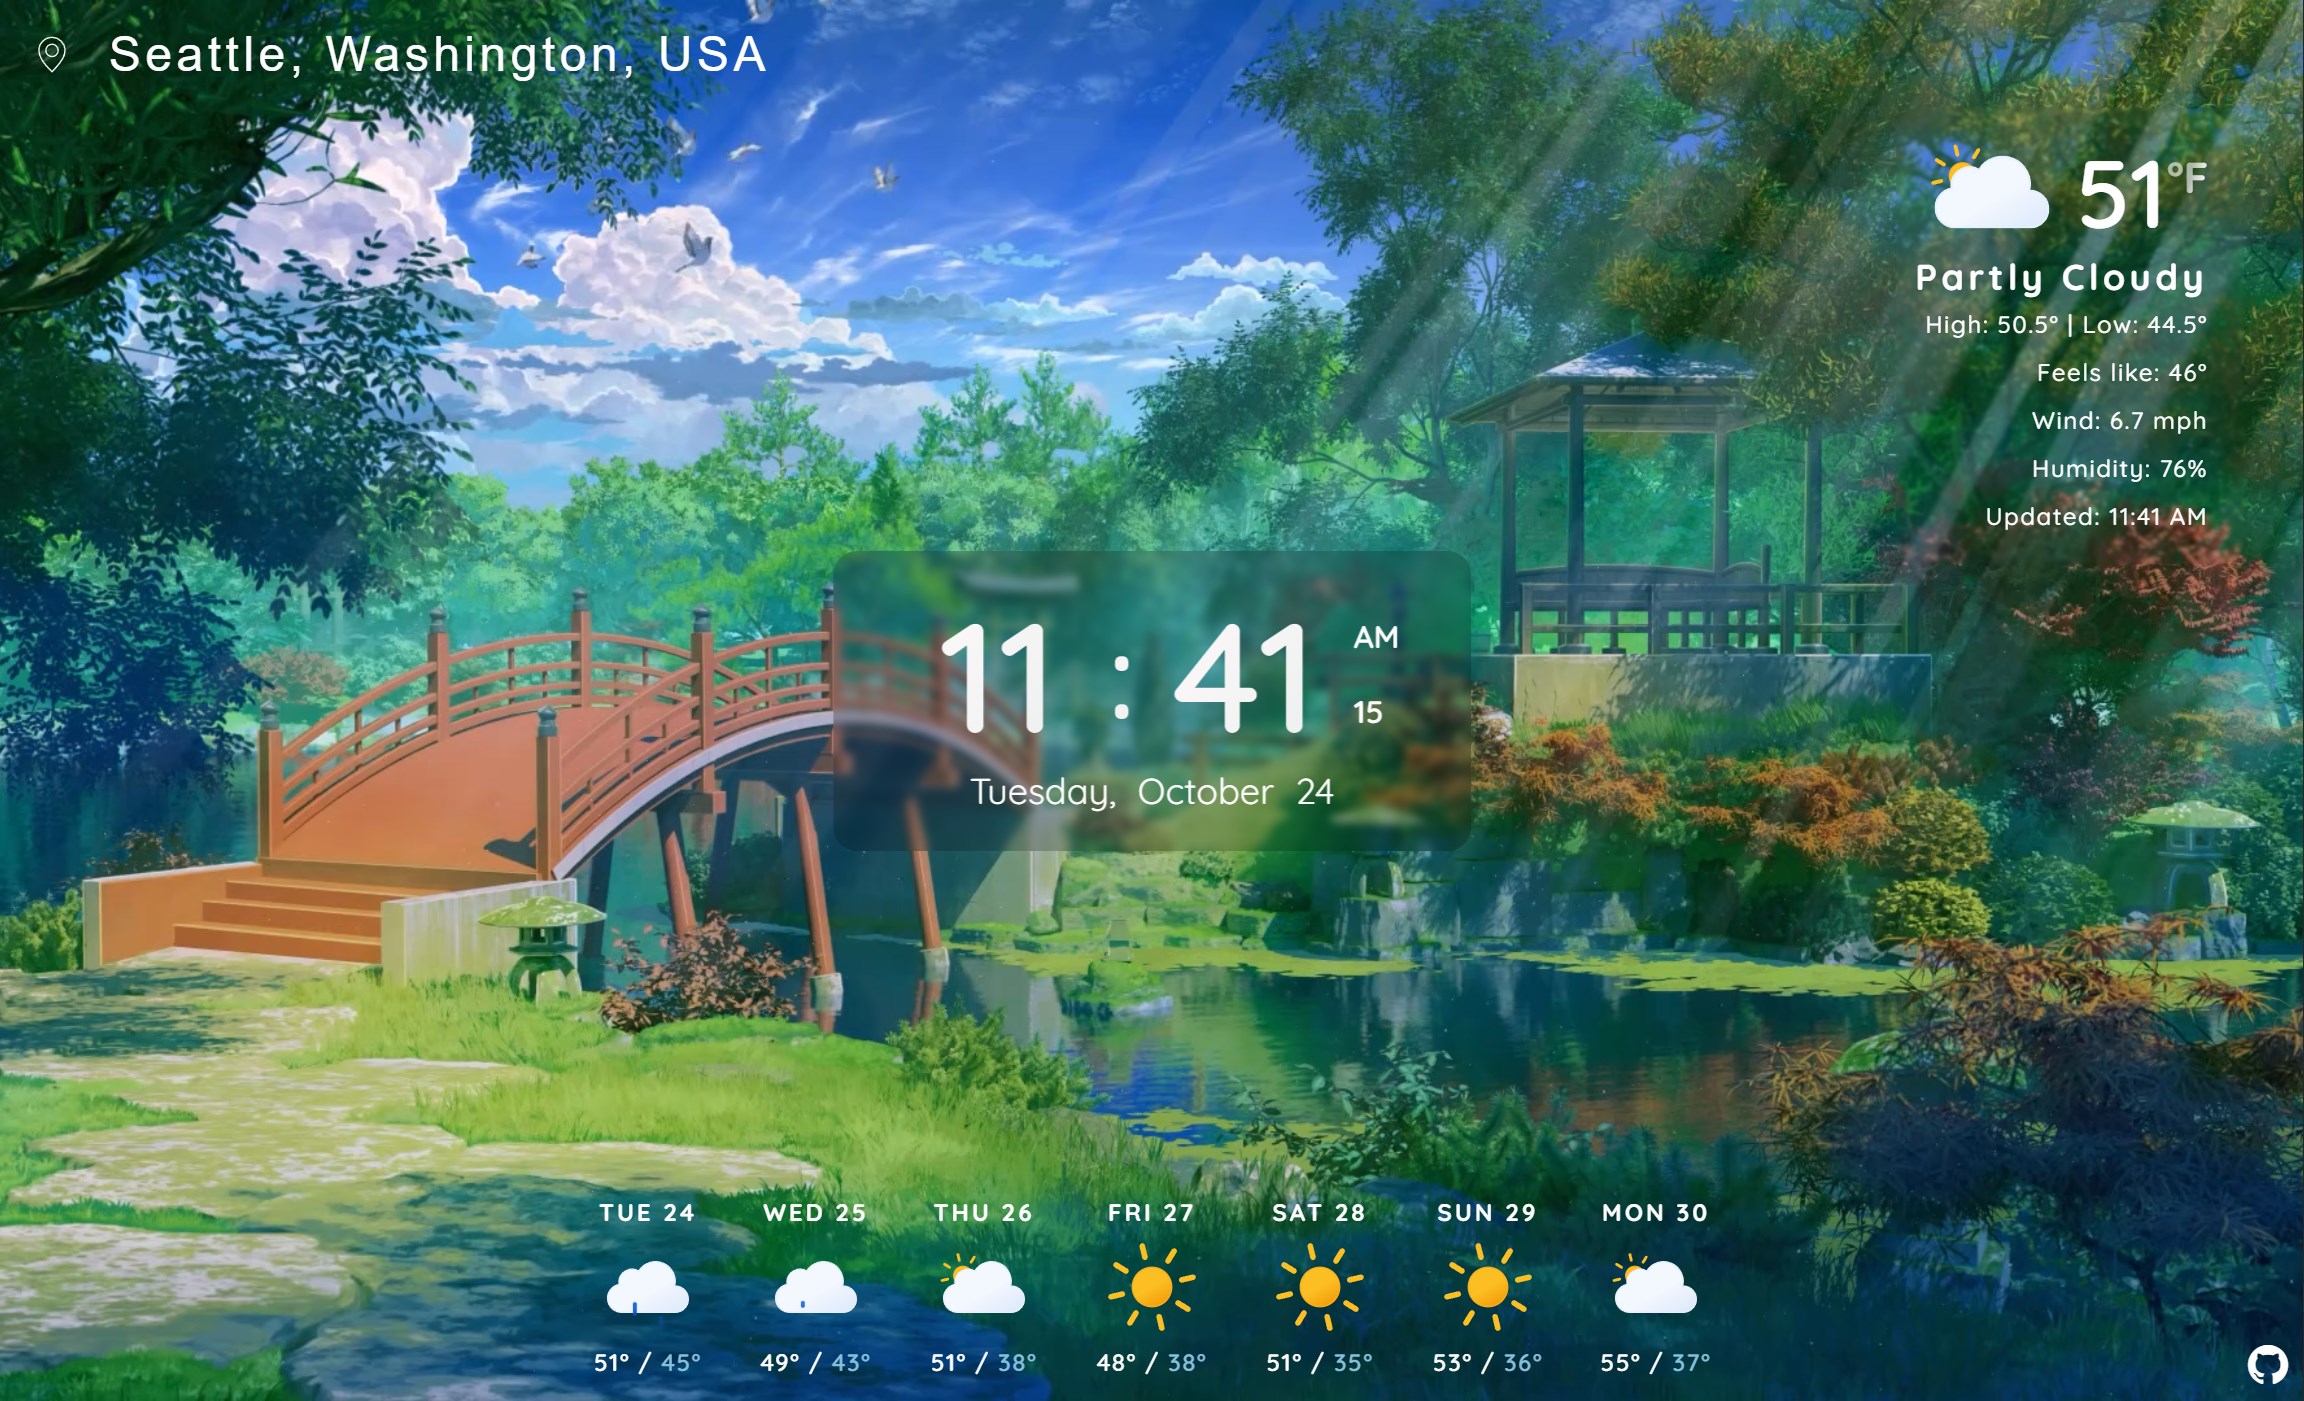 Seattle, Washington, USA
51°F
Partly Cloudy
High: 50.5° | Low: 44.5°
Feels like: 46°
Wind: 6.7 mph
Humidity: 76%
Updated: 11:41 AM
11 : 41 AM
15
Tuesday, October 24
TUE 24 WED 25 THU 26 FRI 27 SAT 28 SUN 29 MON 30
51° / 45° 49° / 43° 51° / 38° 48° / 38° 51° / 35° 53° / 36° 55° / 37°